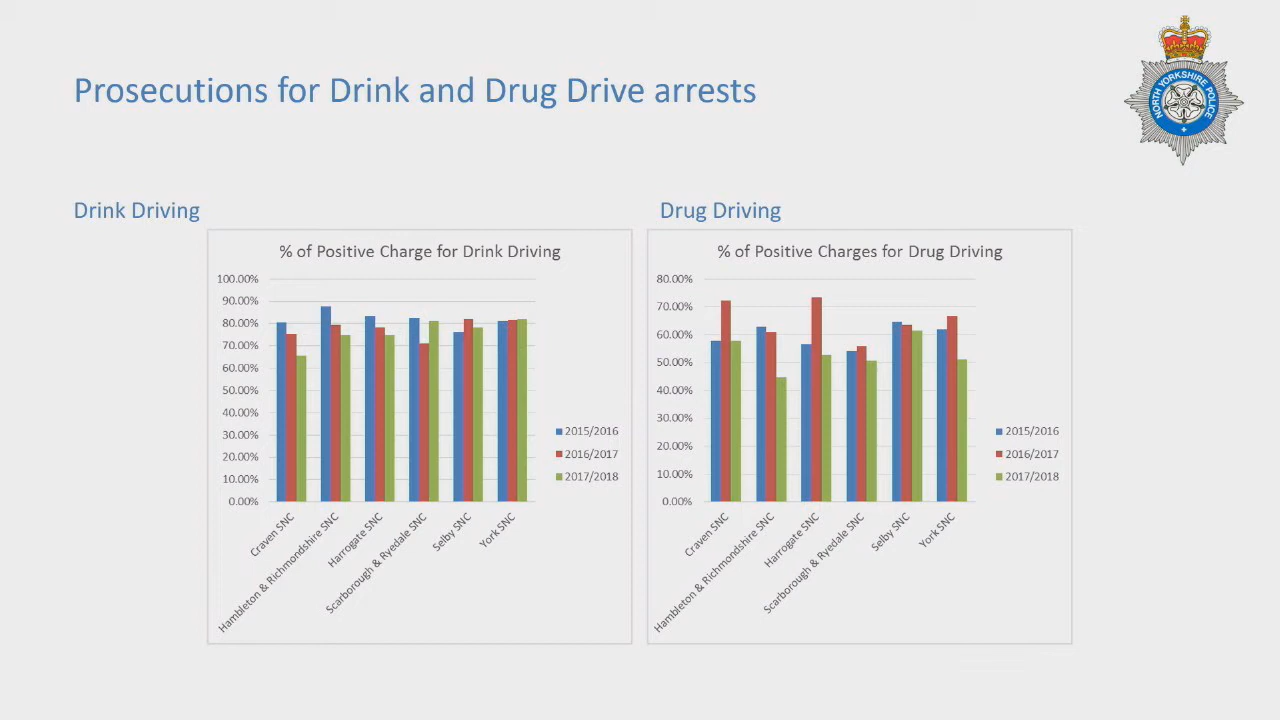 Prosecutions for Drink and Drug Drive arrests
NORTH YORKSHIRE POLICE
Drink Driving
% of Positive Charge for Drink Driving
100.00%
90.00%
80.00%
70.00%
60.00%
50.00%
40.00%
30.00%
20.00%
10.00%
0.00%
Craven SNC
Hambleton & Richmondshire SNC
Harrogate SNC
Scarborough & Ryedale SNC
Selby SNC
York SNC
2015/2016
2016/2017
2017/2018
Drug Driving
% of Positive Charges for Drug Driving
80.00%
70.00%
60.00%
50.00%
40.00%
30.00%
20.00%
10.00%
0.00%
Craven SNC
Hambleton & Richmondshire SNC
Harrogate SNC
Scarborough & Ryedale SNC
Selby SNC
York SNC
2015/2016
2016/2017
2017/2018